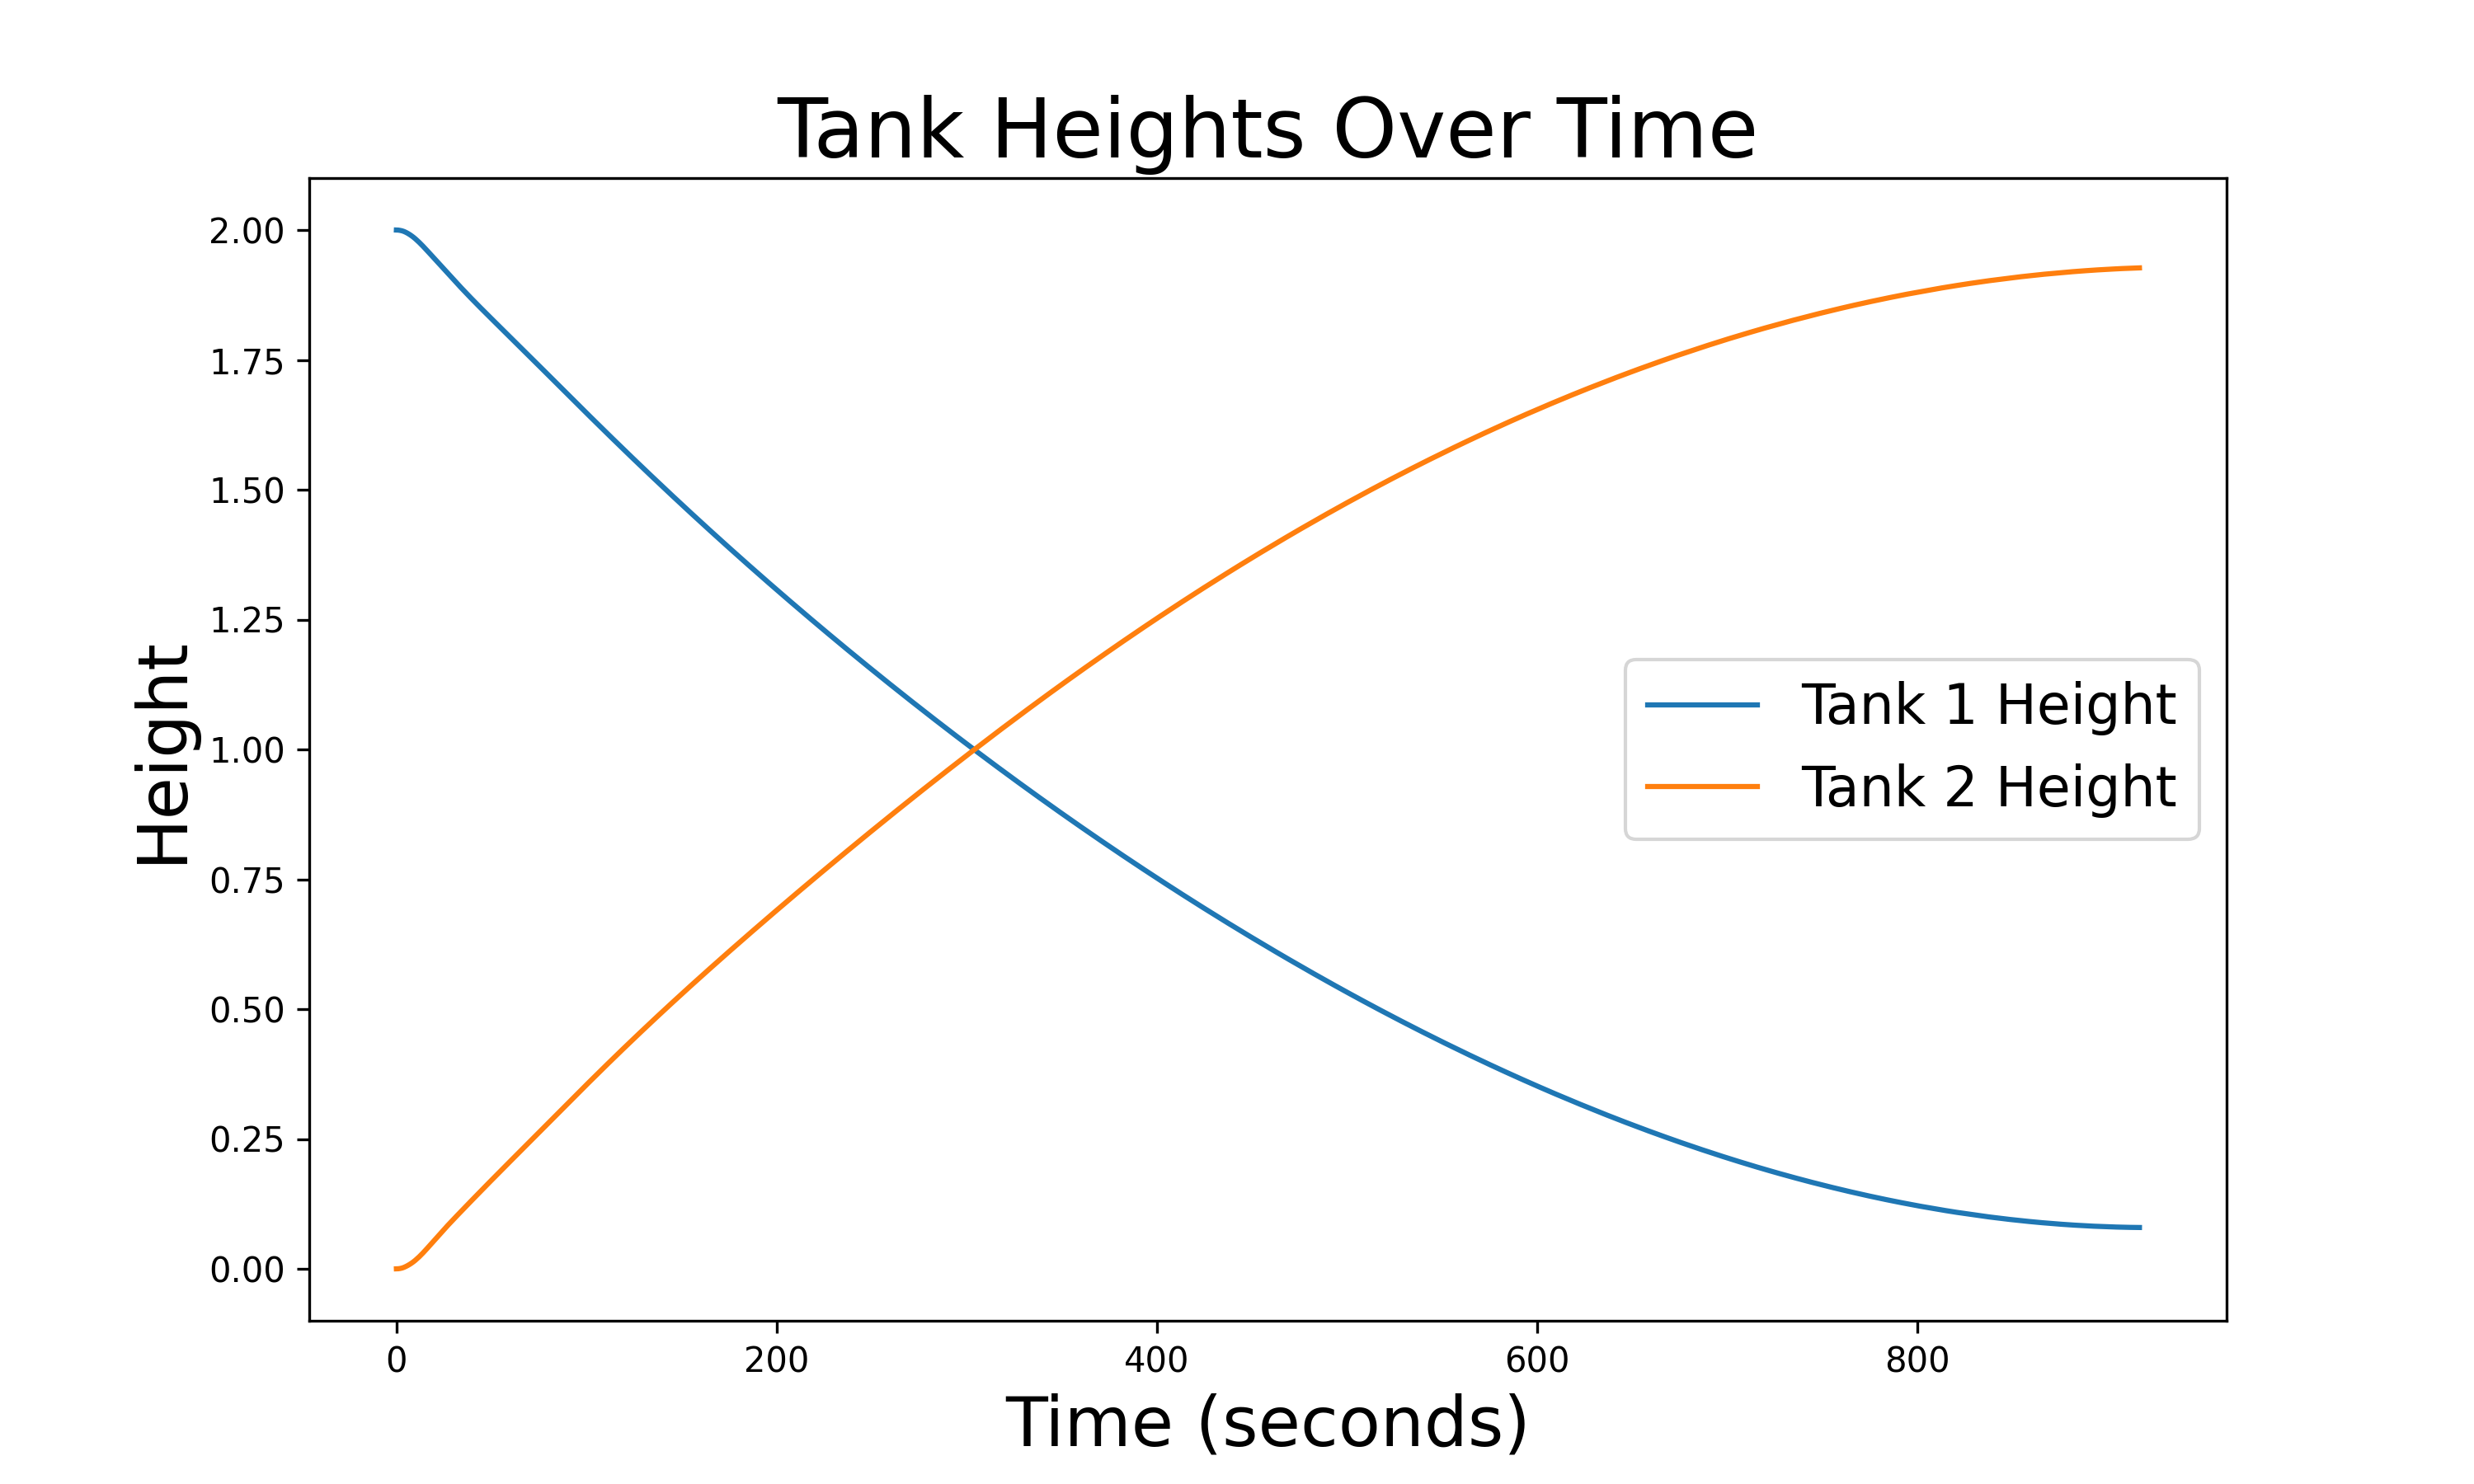 Tank Heights Over Time
Height
2.00
1.75
1.50
1.25
1.00
0.75
0.50
0.25
0.00
Tank 1 Height
Tank 2 Height
0 200 400 600 800
Time (seconds)